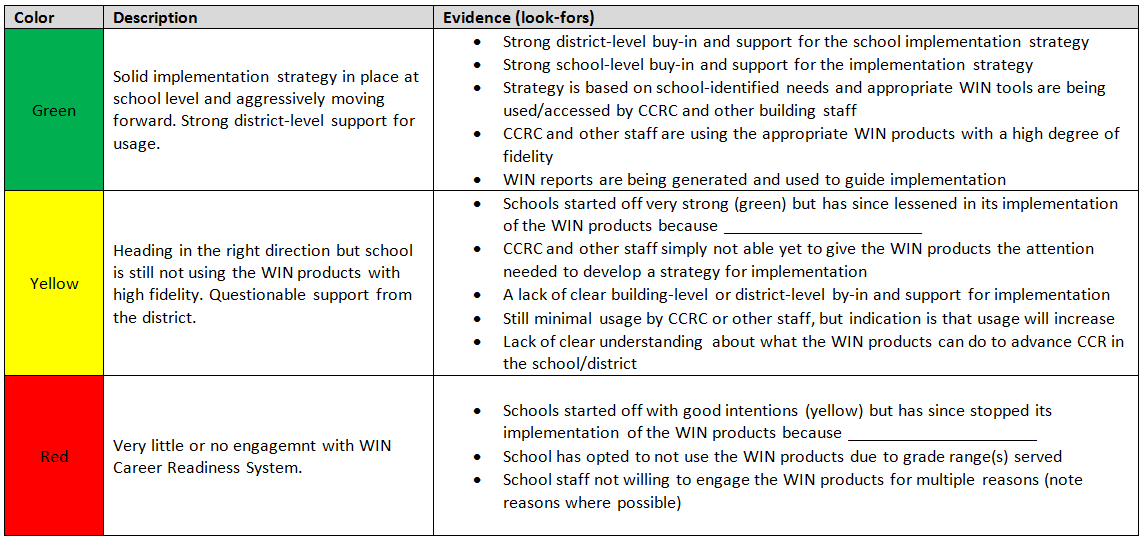 Color Description Evidence (look-fors)
Green
Solid implementation strategy in place at
school level and aggressively moving
forward. Strong district-level support for
usage.
• Strong district-level buy-in and support for the school implementation strategy
• Strong school-level buy-in and support for the implementation strategy
• Strategy is based on school-identified needs and appropriate WIN tools are being
used/accessed by CCRC and other building staff
• CCRC and other staff are using the appropriate WIN products with a high degree of
fidelity
• WIN reports are being generated and used to guide implementation
Yellow
Heading in the right direction but school
is still not using the WIN products with
high fidelity. Questionable support from
the district.
• Schools started off very strong (green) but has since lessened in its implementation
of the WIN products because _______________________
• CCRC and other staff simply not able yet to give the WIN products the attention
needed to develop a strategy for implementation
• A lack of clear building-level or district-level by-in and support for implementation
• Still minimal usage by CCRC or other staff, but indication is that usage will increase
• Lack of clear understanding about what the WIN products can do to advance CCR in
the school/district
Red
Very little or no engagemnt with WIN
Career Readiness System.
• Schools started off with good intentions (yellow) but has since stopped its
implementation of the WIN products because ______________________
• School has opted to not use the WIN products due to grade range(s) served
• School staff not willing to engage the WIN products for multiple reasons (note
reasons where possible)